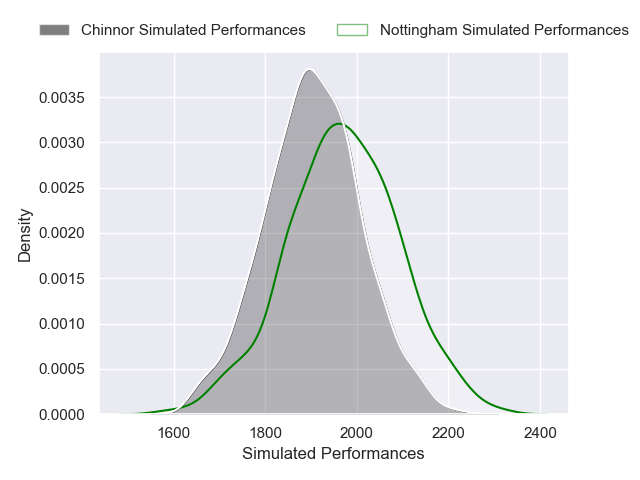 Chinnor Simulated Performances
Nottingham Simulated Performances
0.0035
0.0030
0.0025
0.0020
0.0015
0.0010
0.0005
0.0000
Density
1600 1800 2000 2200 2400
Simulated Performances